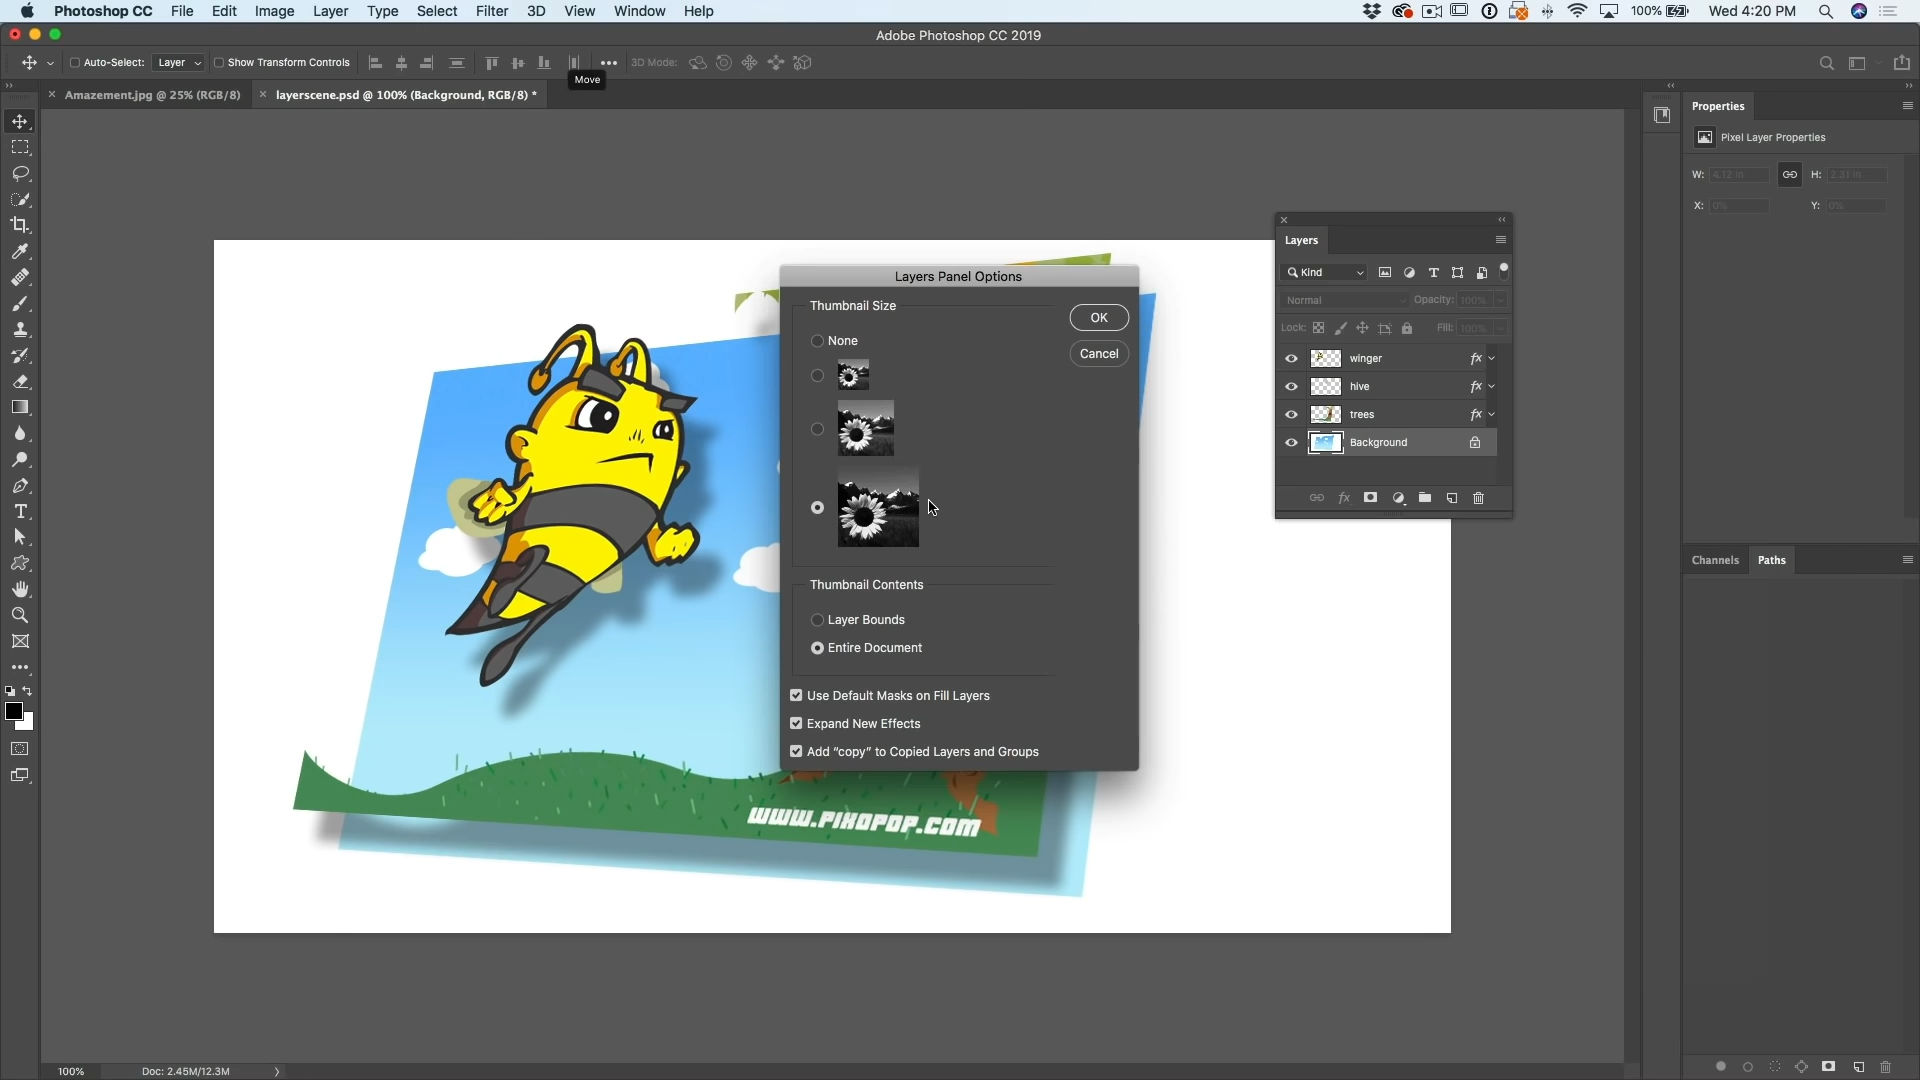 Photoshop CC File Edit Image Layer Type Select Filter 3D View Window Help 100% Wed 4:20 PM
Adobe Photoshop CC 2019
Auto-Select: Layer Show Transform Controls 3D Mode:
Move
Amazement.jpg @ 25% (RGB/8) layerscene.psd @ 100% (Background, RGB/8) *
Properties
Pixel Layer Properties
W: 4.12 in H: 2.31 in
X: 0% Y: 0%
Layers
Kind
Normal Opacity: 100%
Lock: Fill: 100%
winger fx
hive fx
trees fx
Background
fx
Layers Panel Options
Thumbnail Size
OK
None
Cancel
Thumbnail Contents
Layer Bounds
Entire Document
Use Default Masks on Fill Layers
Expand New Effects
Add “copy” to Copied Layers and Groups
Channels Paths
WWW.PIXOPOP.COM
100% Doc: 2.45M/12.3M